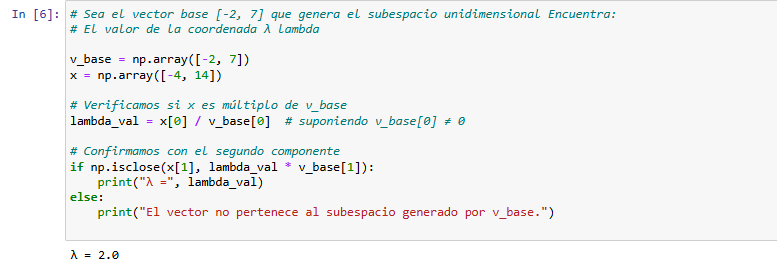 In [6]: # Sea el vector base [-2, 7] que genera el subespacio unidimensional Encuentra:
# El valor de la coordenada λ lambda
v_base = np.array([-2, 7])
x = np.array([-4, 14])
# Verificamos si x es múltiplo de v_base
lambda_val = x[0] / v_base[0]  # suponiendo v_base[0] ≠ 0
# Confirmamos con el segundo componente
if np.isclose(x[1], lambda_val * v_base[1]):
    print("λ =", lambda_val)
else:
    print("El vector no pertenece al subespacio generado por v_base.")
λ = 2.0